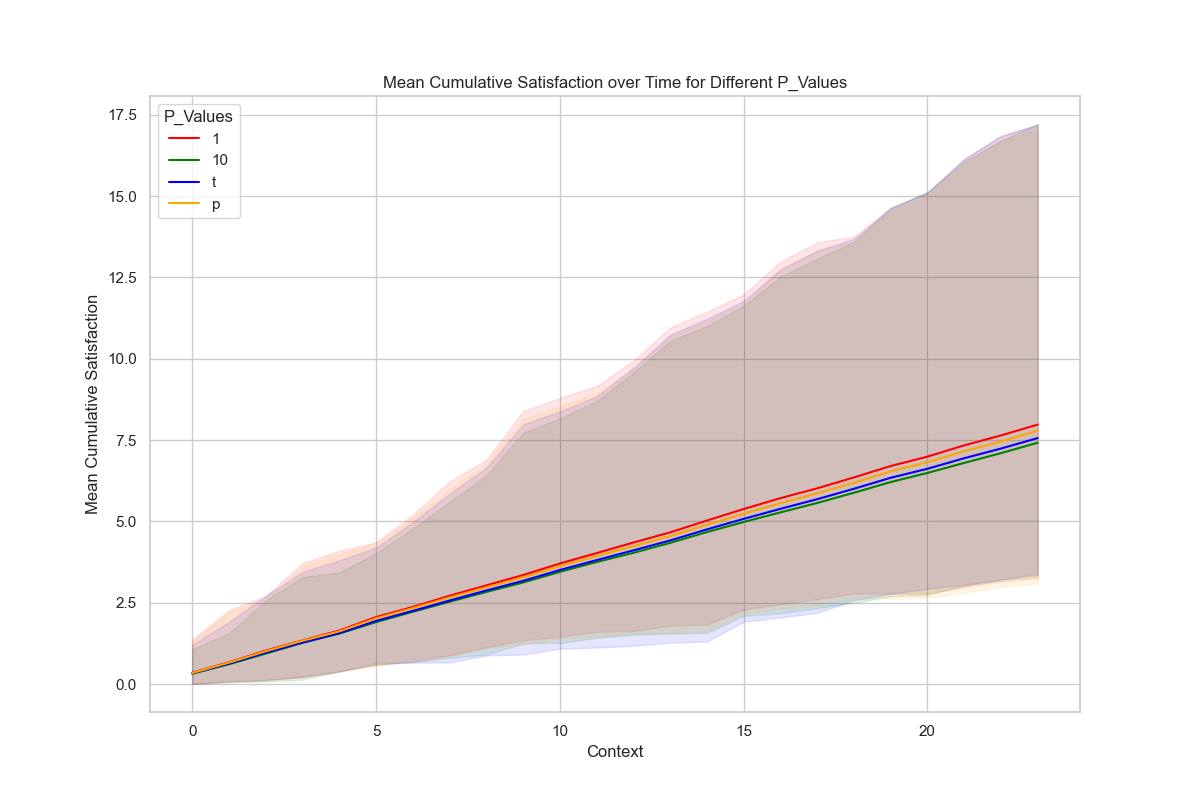 Mean Cumulative Satisfaction over Time for Different P_Values
P_Values
1
10
t
p
17.5
15.0
12.5
10.0
7.5
5.0
2.5
0.0
Mean Cumulative Satisfaction
0 5 10 15 20
Context